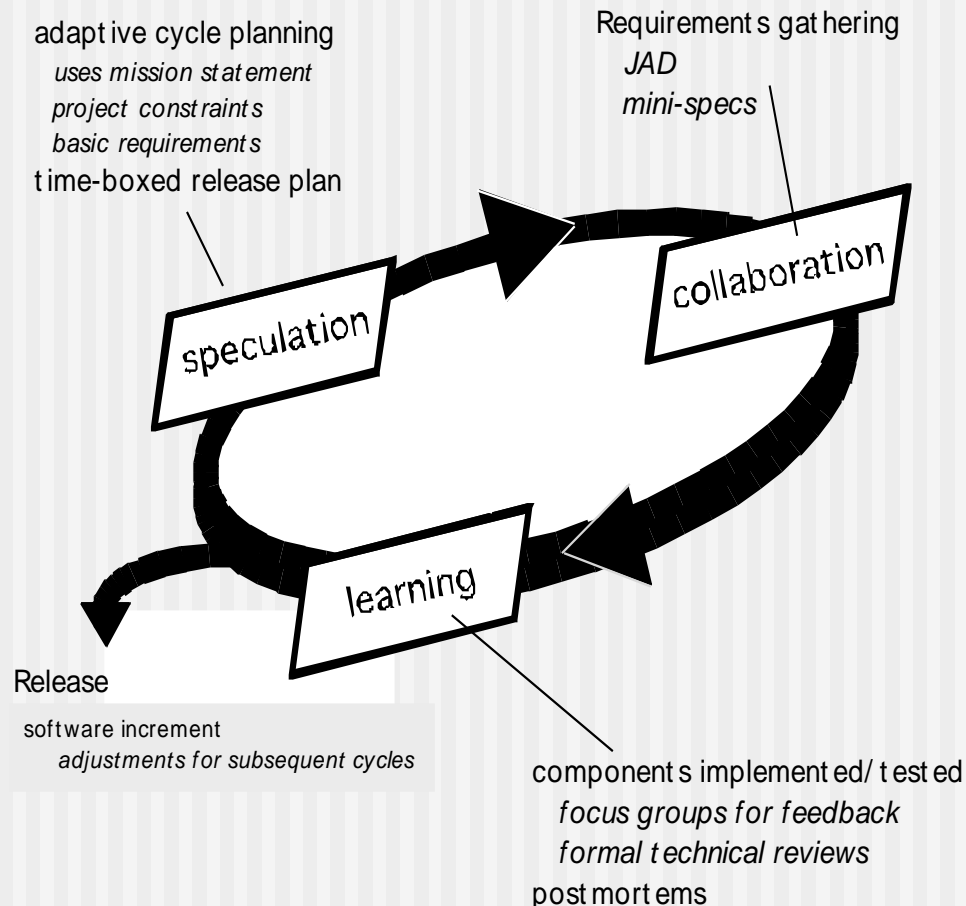 adaptive cycle planning
uses mission statement
project constraints
basic requirements
time-boxed release plan
Requirements gathering
JAD
mini-specs
speculation
collaboration
learning
Release
software increment
adjustments for subsequent cycles
components implemented/ tested
focus groups for feedback
formal technical reviews
postmortems